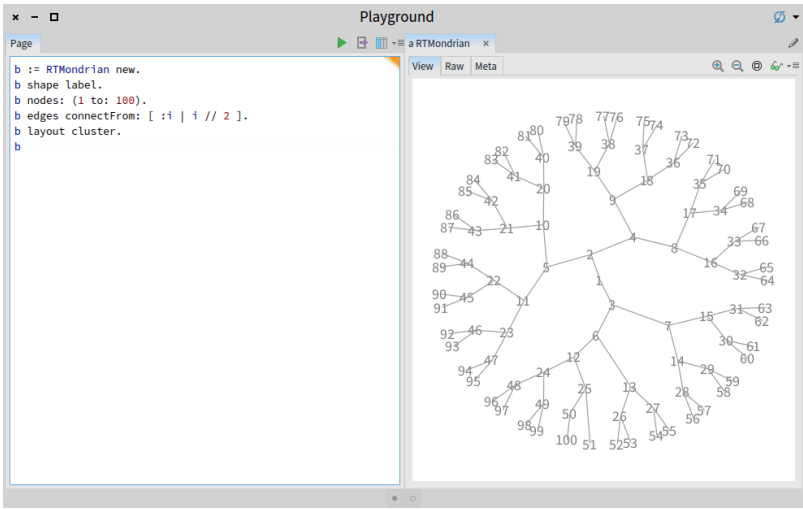 Playground
Page
a RTMondrian ×
b := RTMondrian new.
b shape label.
b nodes: (1 to: 100).
b edges connectFrom: [ :i | i // 2 ].
b layout cluster.
b
View Raw Meta
79 78 77 76 75 74
81 80 39 38 37 73 72
82 83 40 19 18 36 71 70
84 41 20 9 35 69
85 42 17 34 68
86 10 67
87 43 21 4 8 33 66
88 2 16 65
89 44 5 32 64
22 1
90 45 11 3 31 63
91 15 62
92 46 23 6 7 30 61
93 60
94 47 24 12 14 29 59
95 48 25 13 28 58
96 97 49 50 26 27 57
98 99 56
100 51 52 53 54 55